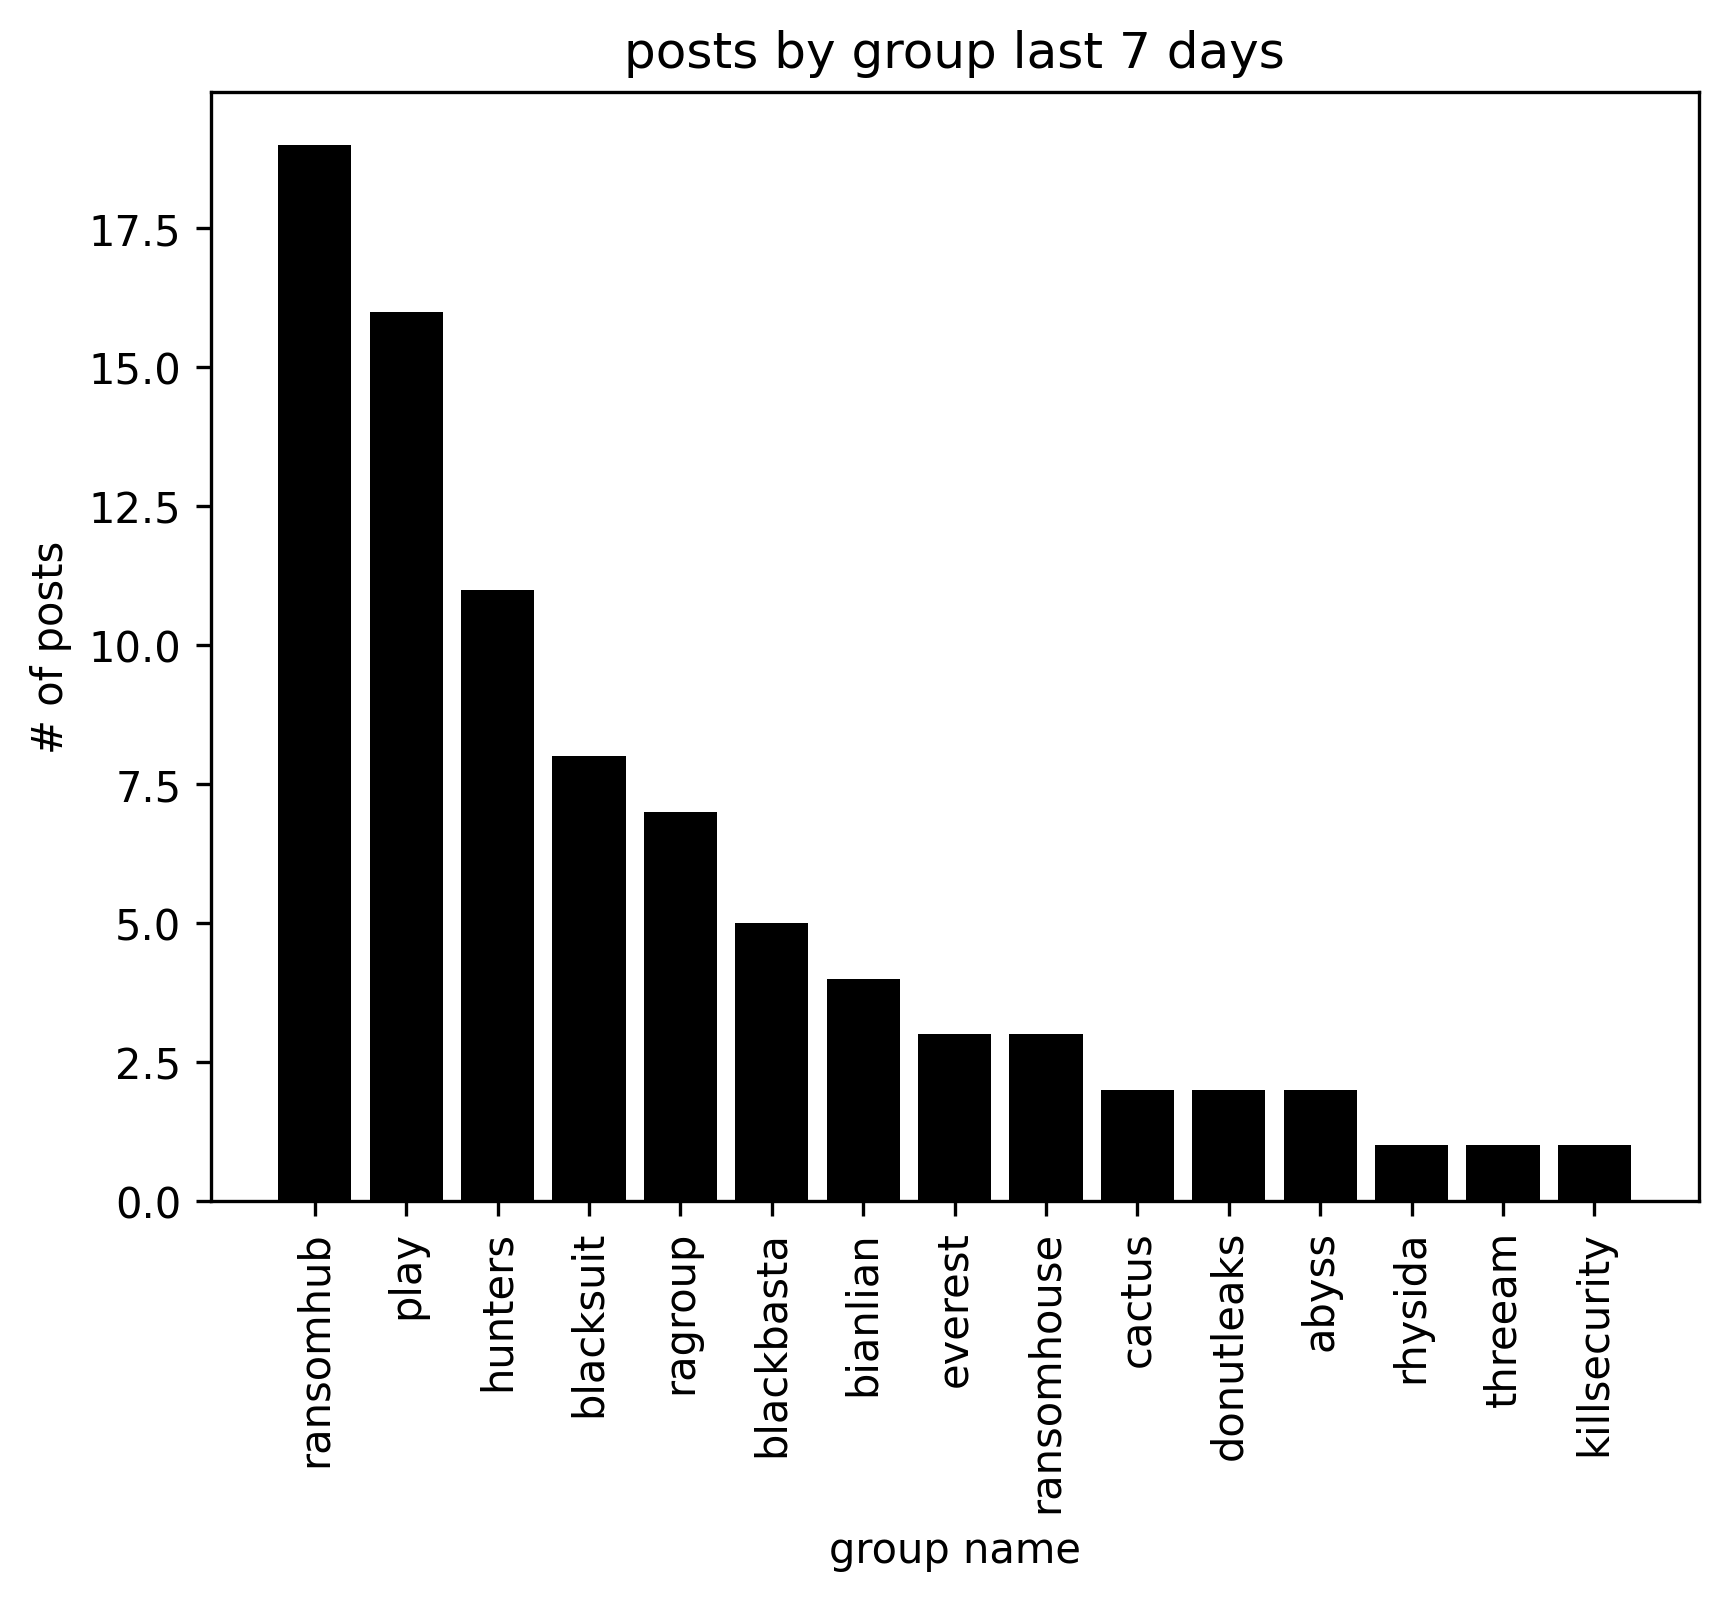 posts by group last 7 days
17.5
15.0
12.5
10.0
7.5
5.0
2.5
0.0
# of posts
ransomhub
play
hunters
blacksuit
ragroup
blackbasta
bianlian
everest
ransomhouse
cactus
donutleaks
abyss
rhysida
threeam
killsecurity
group name